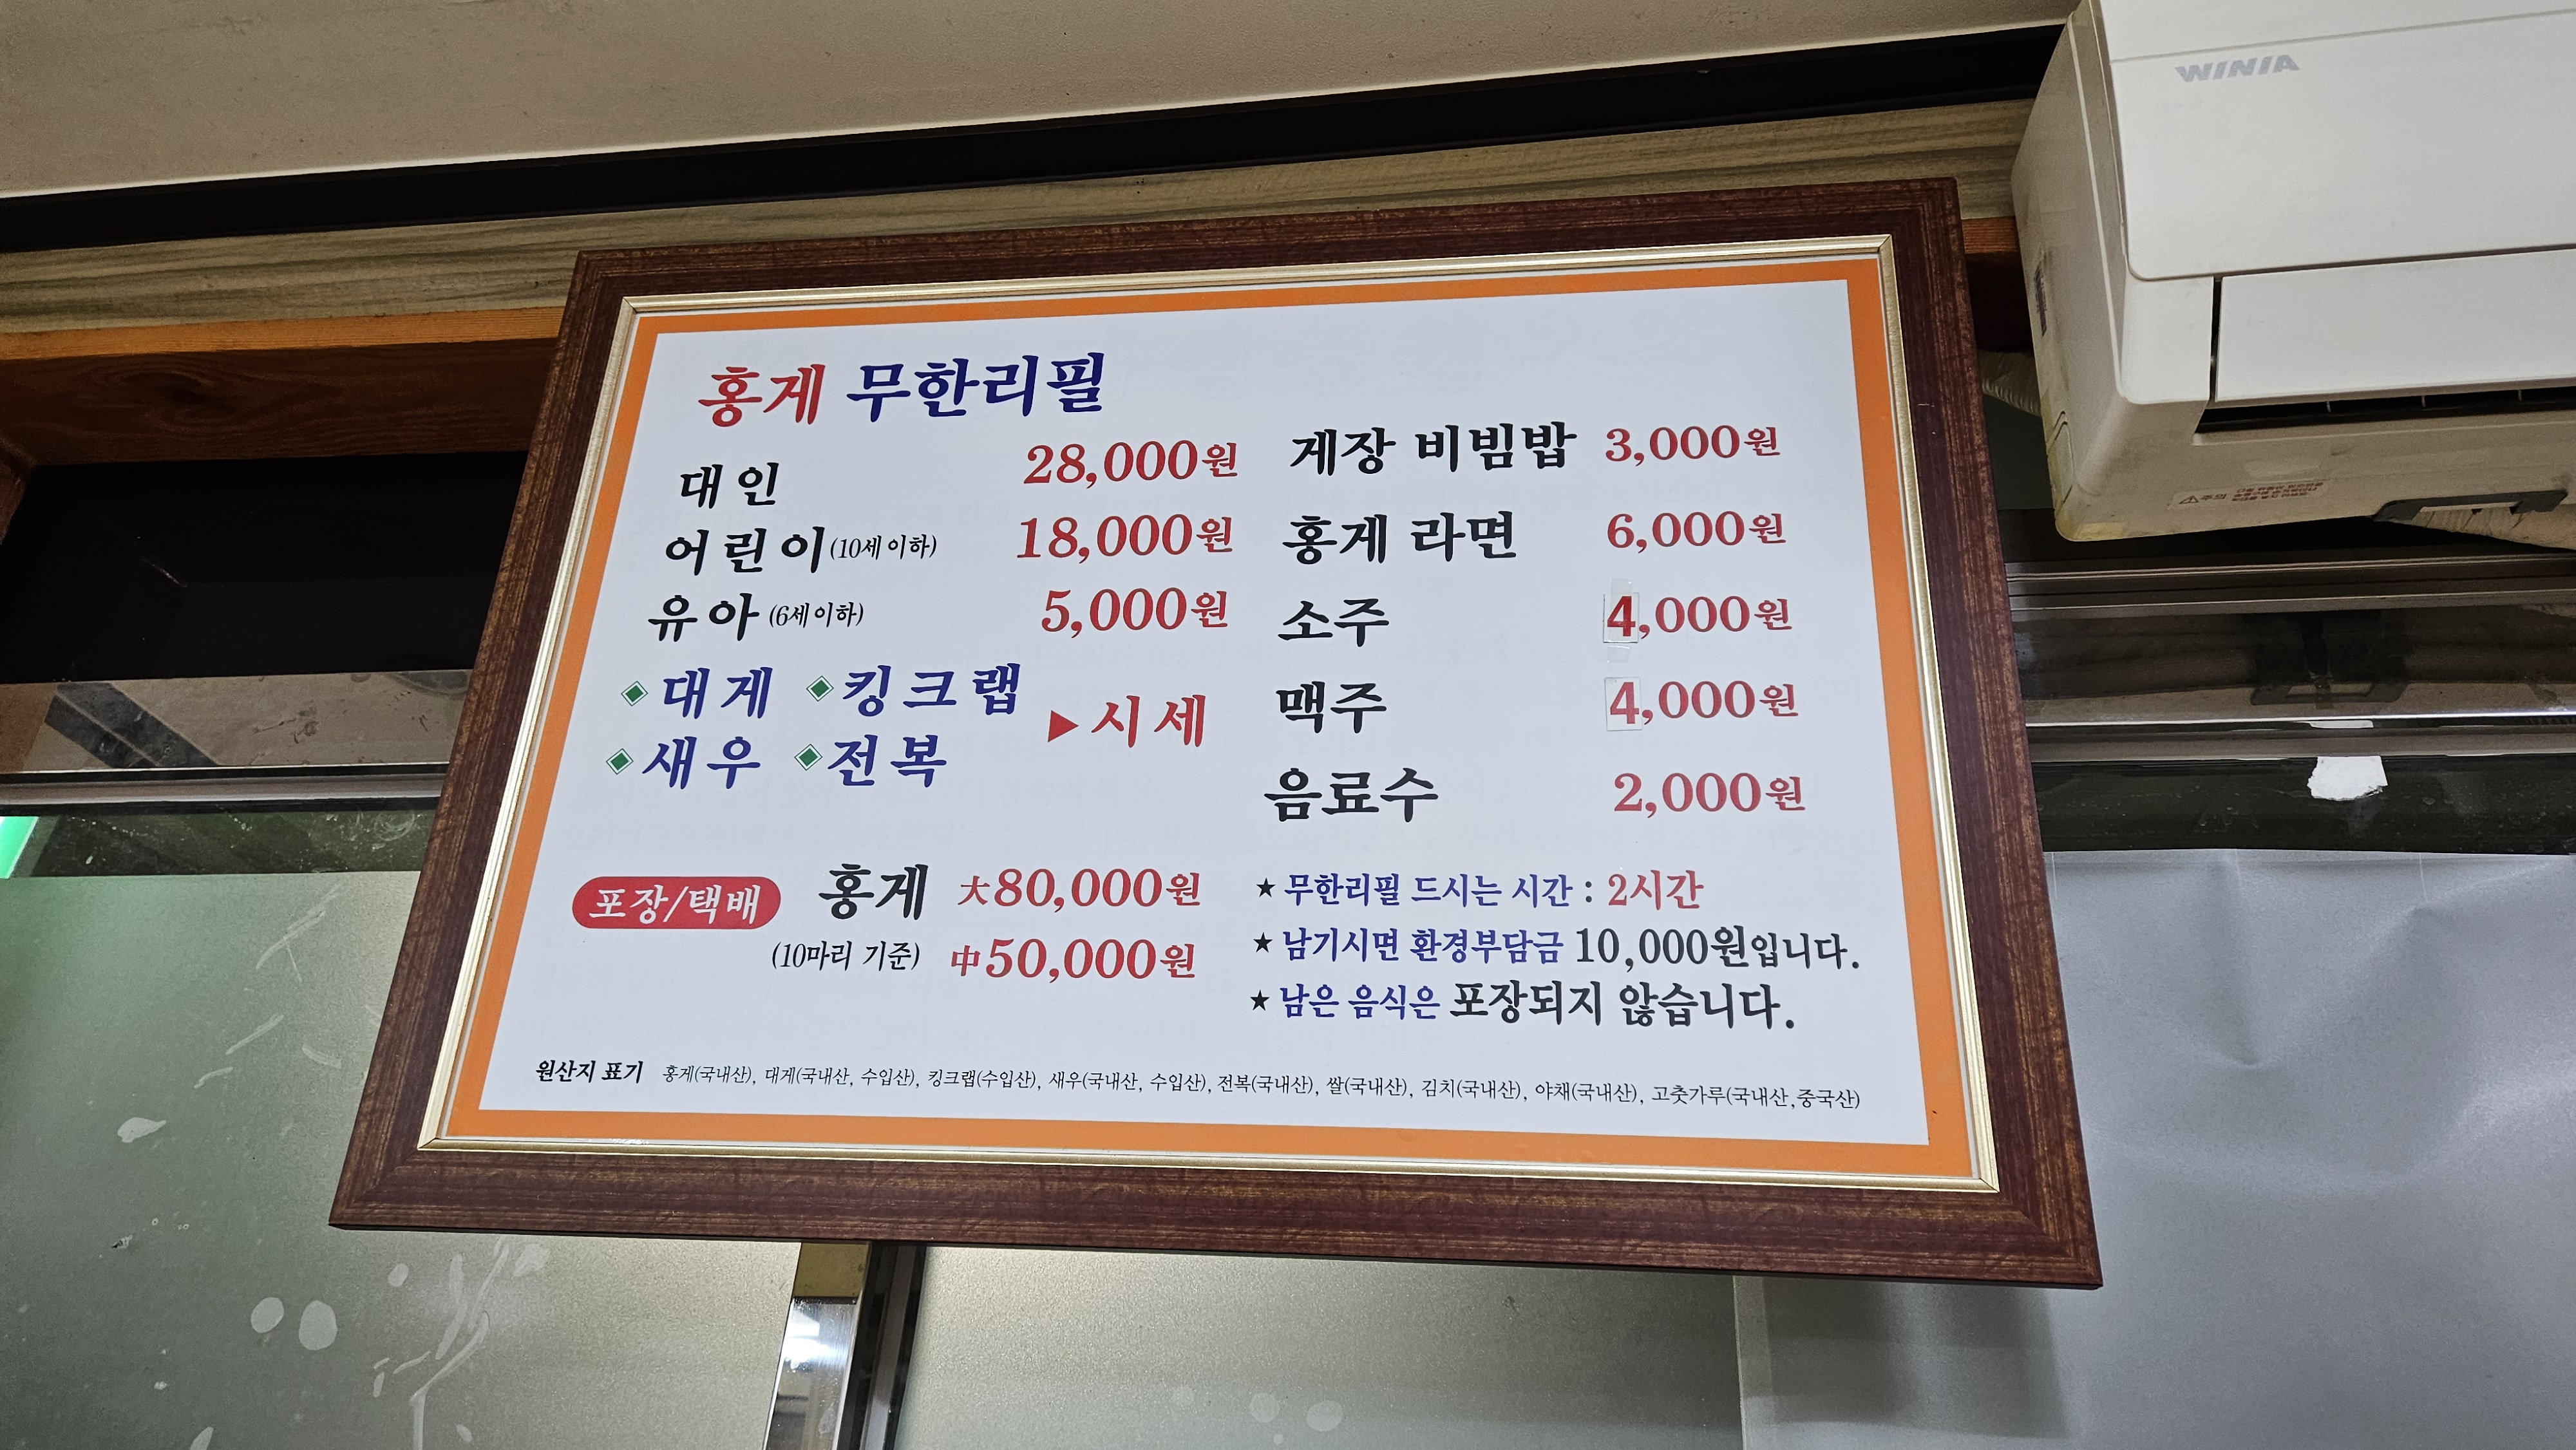 WINIA
홍게 무한리필
대인 28,000원
어린이(10세이하) 18,000원
유아(6세이하) 5,000원
대게 킹크랩
새우 전복
▶시세
게장 비빔밥 3,000원
홍게 라면 6,000원
소주 4,000원
맥주 4,000원
음료수 2,000원
포장/택배 홍게 大80,000원
(10마리 기준) 中50,000원
★ 무한리필 드시는 시간 : 2시간
★ 남기시면 환경부담금 10,000원입니다.
★ 남은 음식은 포장되지 않습니다.
원산지 표기 홍게(국내산), 대게(국내산, 수입산), 킹크랩(수입산), 새우(국내산, 수입산), 전복(국내산), 쌀(국내산), 김치(국내산), 야채(국내산), 고춧가루(국내산,중국산)
주의